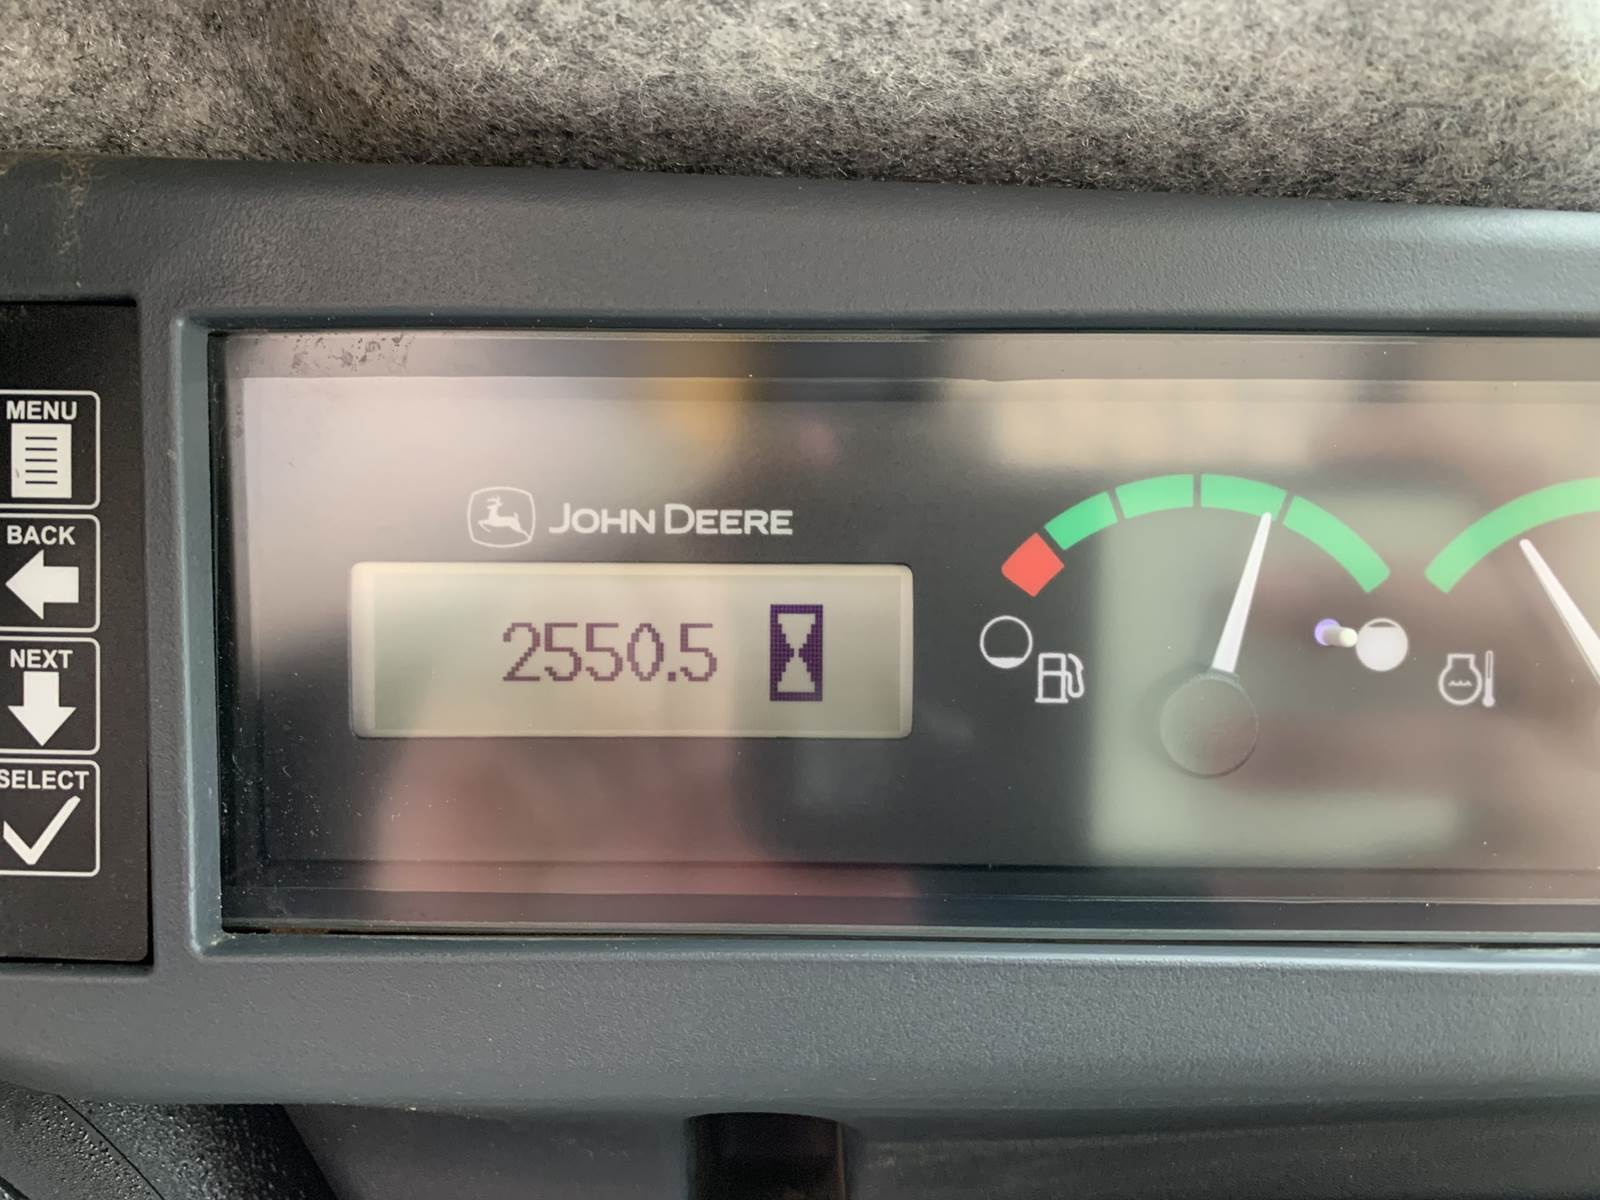 MENU
BACK
NEXT
SELECT
JOHN DEERE
2550.5